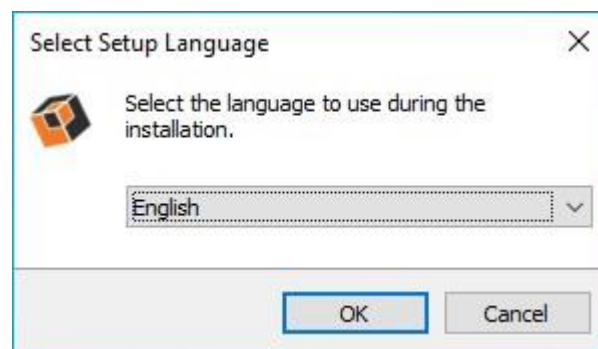 Select Setup Language
Select the language to use during the
installation.
English
OK
Cancel